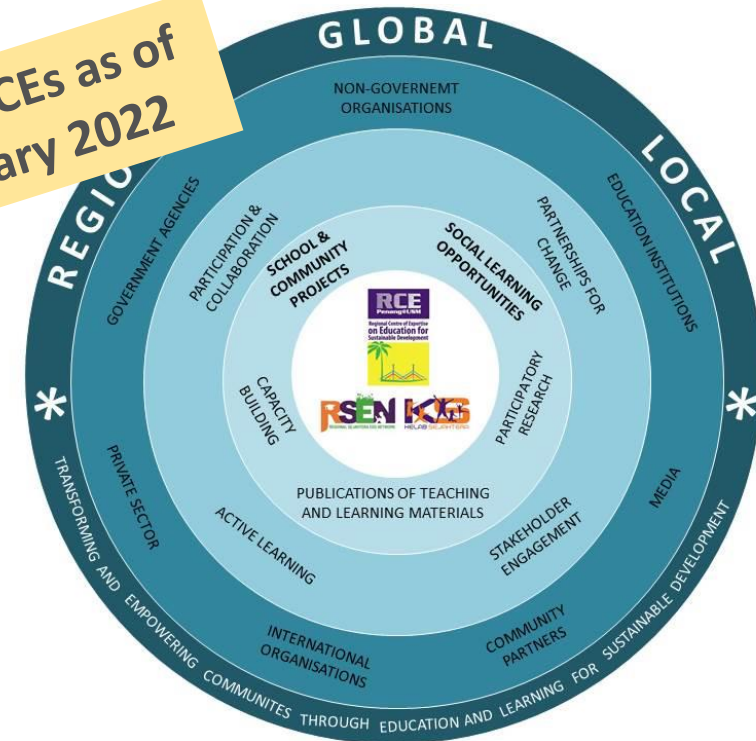 CEs as of
ary 2022
GLOBAL
REGIO
LOCAL
NON-GOVERNEMT
ORGANISATIONS
GOVERNMENT AGENCIES
EDUCATION INSTITUTIONS
PARTICIPATION &
COLLABORATION
PARTNERSHIPS FOR
CHANGE
SCHOOL &
COMMUNITY
PROJECTS
SOCIAL LEARNING
OPPORTUNITIES
RCE
Penang@USM
Regional Centre of Expertise
on Education for
Sustainable Development
RSEN
KELAB SEJAHTERA
CAPACITY
BUILDING
PARTICIPATORY
RESEARCH
PUBLICATIONS OF TEACHING
AND LEARNING MATERIALS
PRIVATE SECTOR
MEDIA
ACTIVE LEARNING
STAKEHOLDER
ENGAGEMENT
INTERNATIONAL
ORGANISATIONS
COMMUNITY
PARTNERS
* TRANSFORMING AND EMPOWERING COMMUNITES THROUGH EDUCATION AND LEARNING FOR SUSTAINABLE DEVELOPMENT *